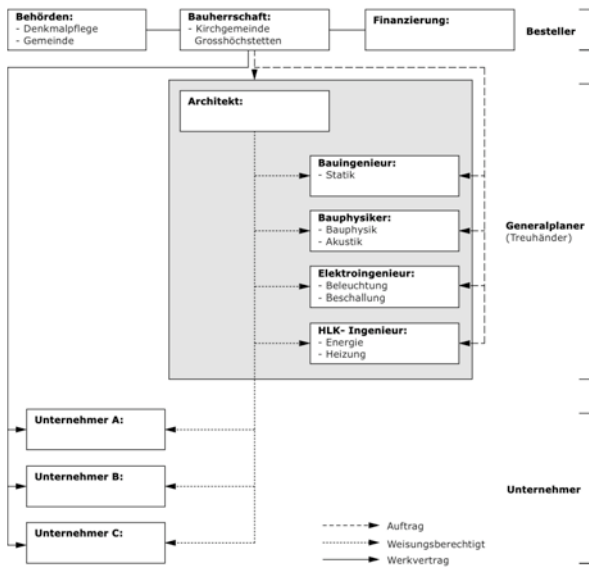 Behörden:
- Denkmalpflege
- Gemeinde
Bauherrschaft:
- Kirchgemeinde
Grosshöchstetten
Finanzierung:
Besteller
Architekt:
Bauingenieur:
- Statik
Bauphysiker:
- Bauphysik
- Akustik
Elektroingenieur:
- Beleuchtung
- Beschallung
HLK- Ingenieur:
- Energie
- Heizung
Generalplaner
(Treuhänder)
Unternehmer A:
Unternehmer B:
Unternehmer C:
Unternehmer
Auftrag
Weisungsberechtigt
Werkvertrag